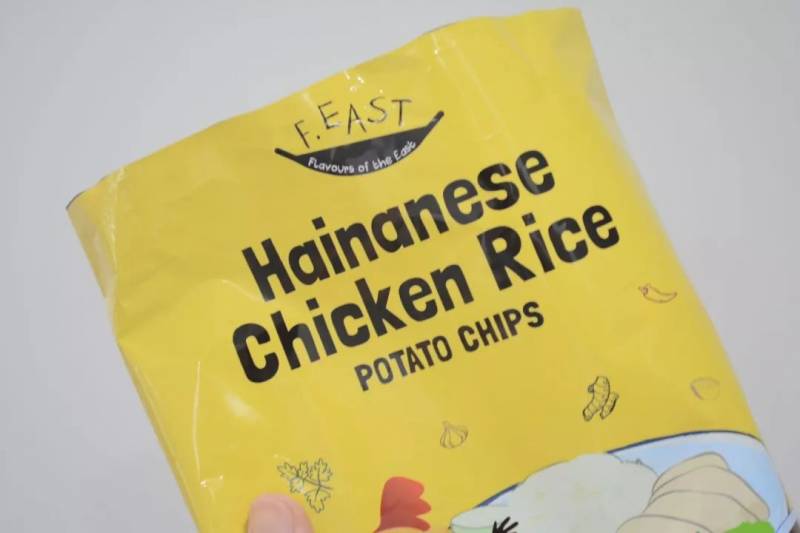 F.EAST
Flavours of the East
Hainanese
Chicken Rice
POTATO CHIPS